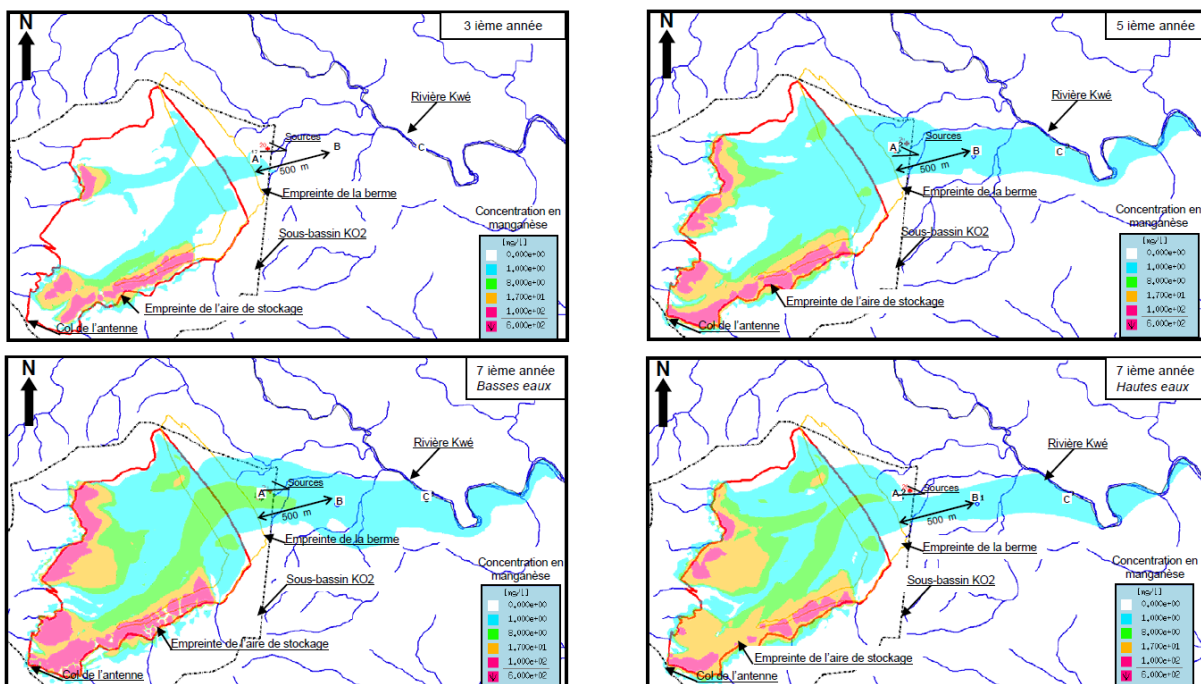 N
3 ième année
Rivière Kwé
Sources
A
B
C
500 m
Empreinte de la berme
Sous-bassin KO2
Concentration en
manganèse
[mg/l]
0.000e+00
1.000e+00
8.000e+00
1.700e+01
1.000e+02
6.000e+02
Empreinte de l'aire de stockage
Col de l'antenne
N
5 ième année
Rivière Kwé
Sources
A
B
C
500 m
Empreinte de la berme
Sous-bassin KO2
Concentration en
manganèse
[mg/l]
0.000e+00
1.000e+00
8.000e+00
1.700e+01
1.000e+02
6.000e+02
Empreinte de l'aire de stockage
Col de l'antenne
N
7 ième année
Basses eaux
Rivière Kwé
Sources
A
B
C
500 m
Empreinte de la berme
Sous-bassin KO2
Concentration en
manganèse
[mg/l]
0.000e+00
1.000e+00
8.000e+00
1.700e+01
1.000e+02
6.000e+02
Empreinte de l'aire de stockage
Col de l'antenne
N
7 ième année
Hautes eaux
Rivière Kwé
Sources
A
B
C
500 m
Empreinte de la berme
Sous-bassin KO2
Concentration en
manganèse
[mg/l]
0.000e+00
1.000e+00
8.000e+00
1.700e+01
1.000e+02
6.000e+02
Empreinte de l'aire de stockage
Col de l'antenne